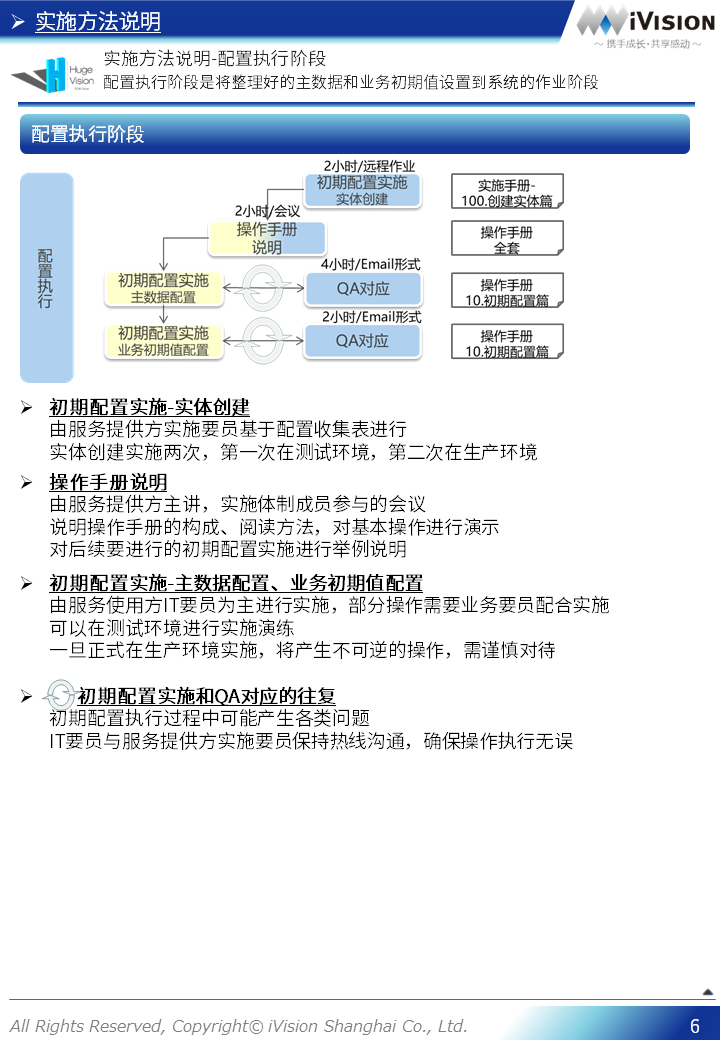 实施方法说明
iVISION
～ 携手成长·共享感动 ～
Huge
Vision
实施方法说明-配置执行阶段
配置执行阶段是将整理好的主数据和业务初期值设置到系统的作业阶段
配置执行阶段
配置执行
2小时/远程作业
初期配置实施
实体创建
实施手册-
100.创建实体篇
2小时/会议
操作手册
说明
操作手册
全套
初期配置实施
主数据配置
4小时/Email形式
QA对应
操作手册
10.初期配置篇
初期配置实施
业务初期值配置
2小时/Email形式
QA对应
操作手册
10.初期配置篇
初期配置实施-实体创建
由服务提供方实施要员基于配置收集表进行
实体创建实施两次，第一次在测试环境，第二次在生产环境
操作手册说明
由服务提供方主讲，实施体制成员参与的会议
说明操作手册的构成、阅读方法，对基本操作进行演示
对后续要进行的初期配置实施进行举例说明
初期配置实施-主数据配置、业务初期值配置
由服务使用方IT要员为主进行实施，部分操作需要业务要员配合实施
可以在测试环境进行实施演练
一旦正式在生产环境实施，将产生不可逆的操作，需谨慎对待
初期配置实施和QA对应的往复
初期配置执行过程中可能产生各类问题
IT要员与服务提供方实施要员保持热线沟通，确保操作执行无误
All Rights Reserved, Copyright© iVision Shanghai Co., Ltd.
6